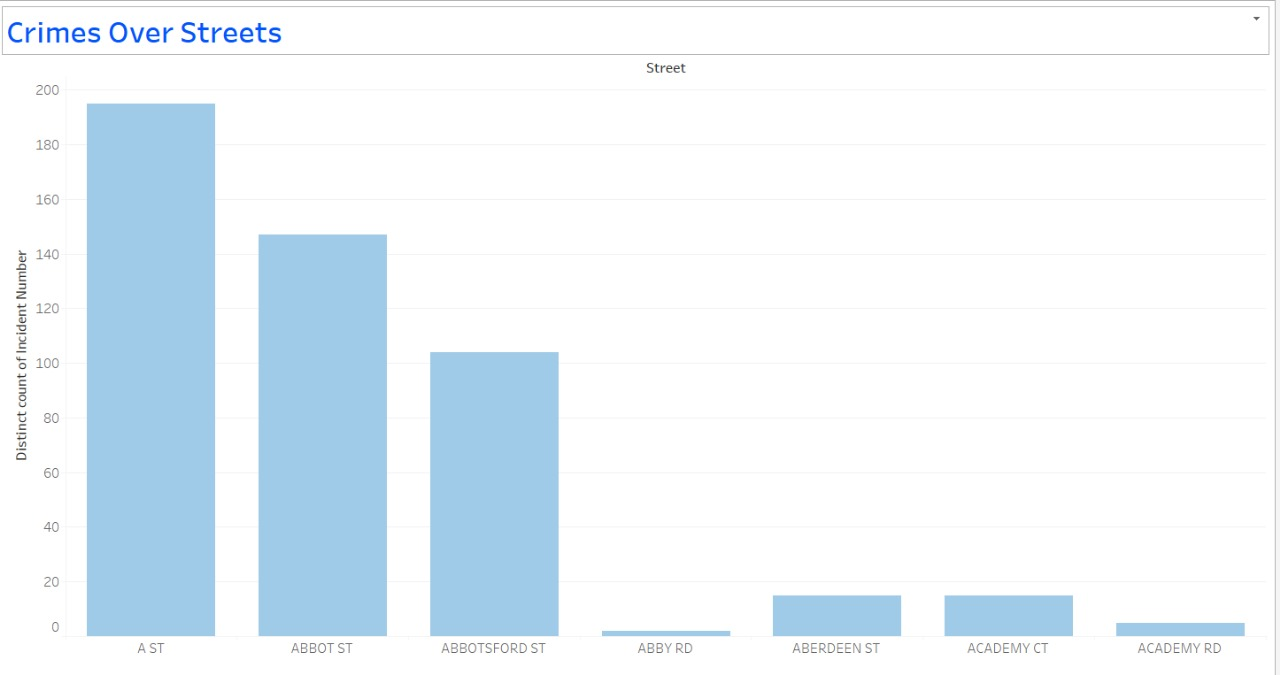 Crimes Over Streets
Street
Distinct count of Incident Number
200
180
160
140
120
100
80
60
40
20
0
A ST
ABBOT ST
ABBOTSFORD ST
ABBY RD
ABERDEEN ST
ACADEMY CT
ACADEMY RD